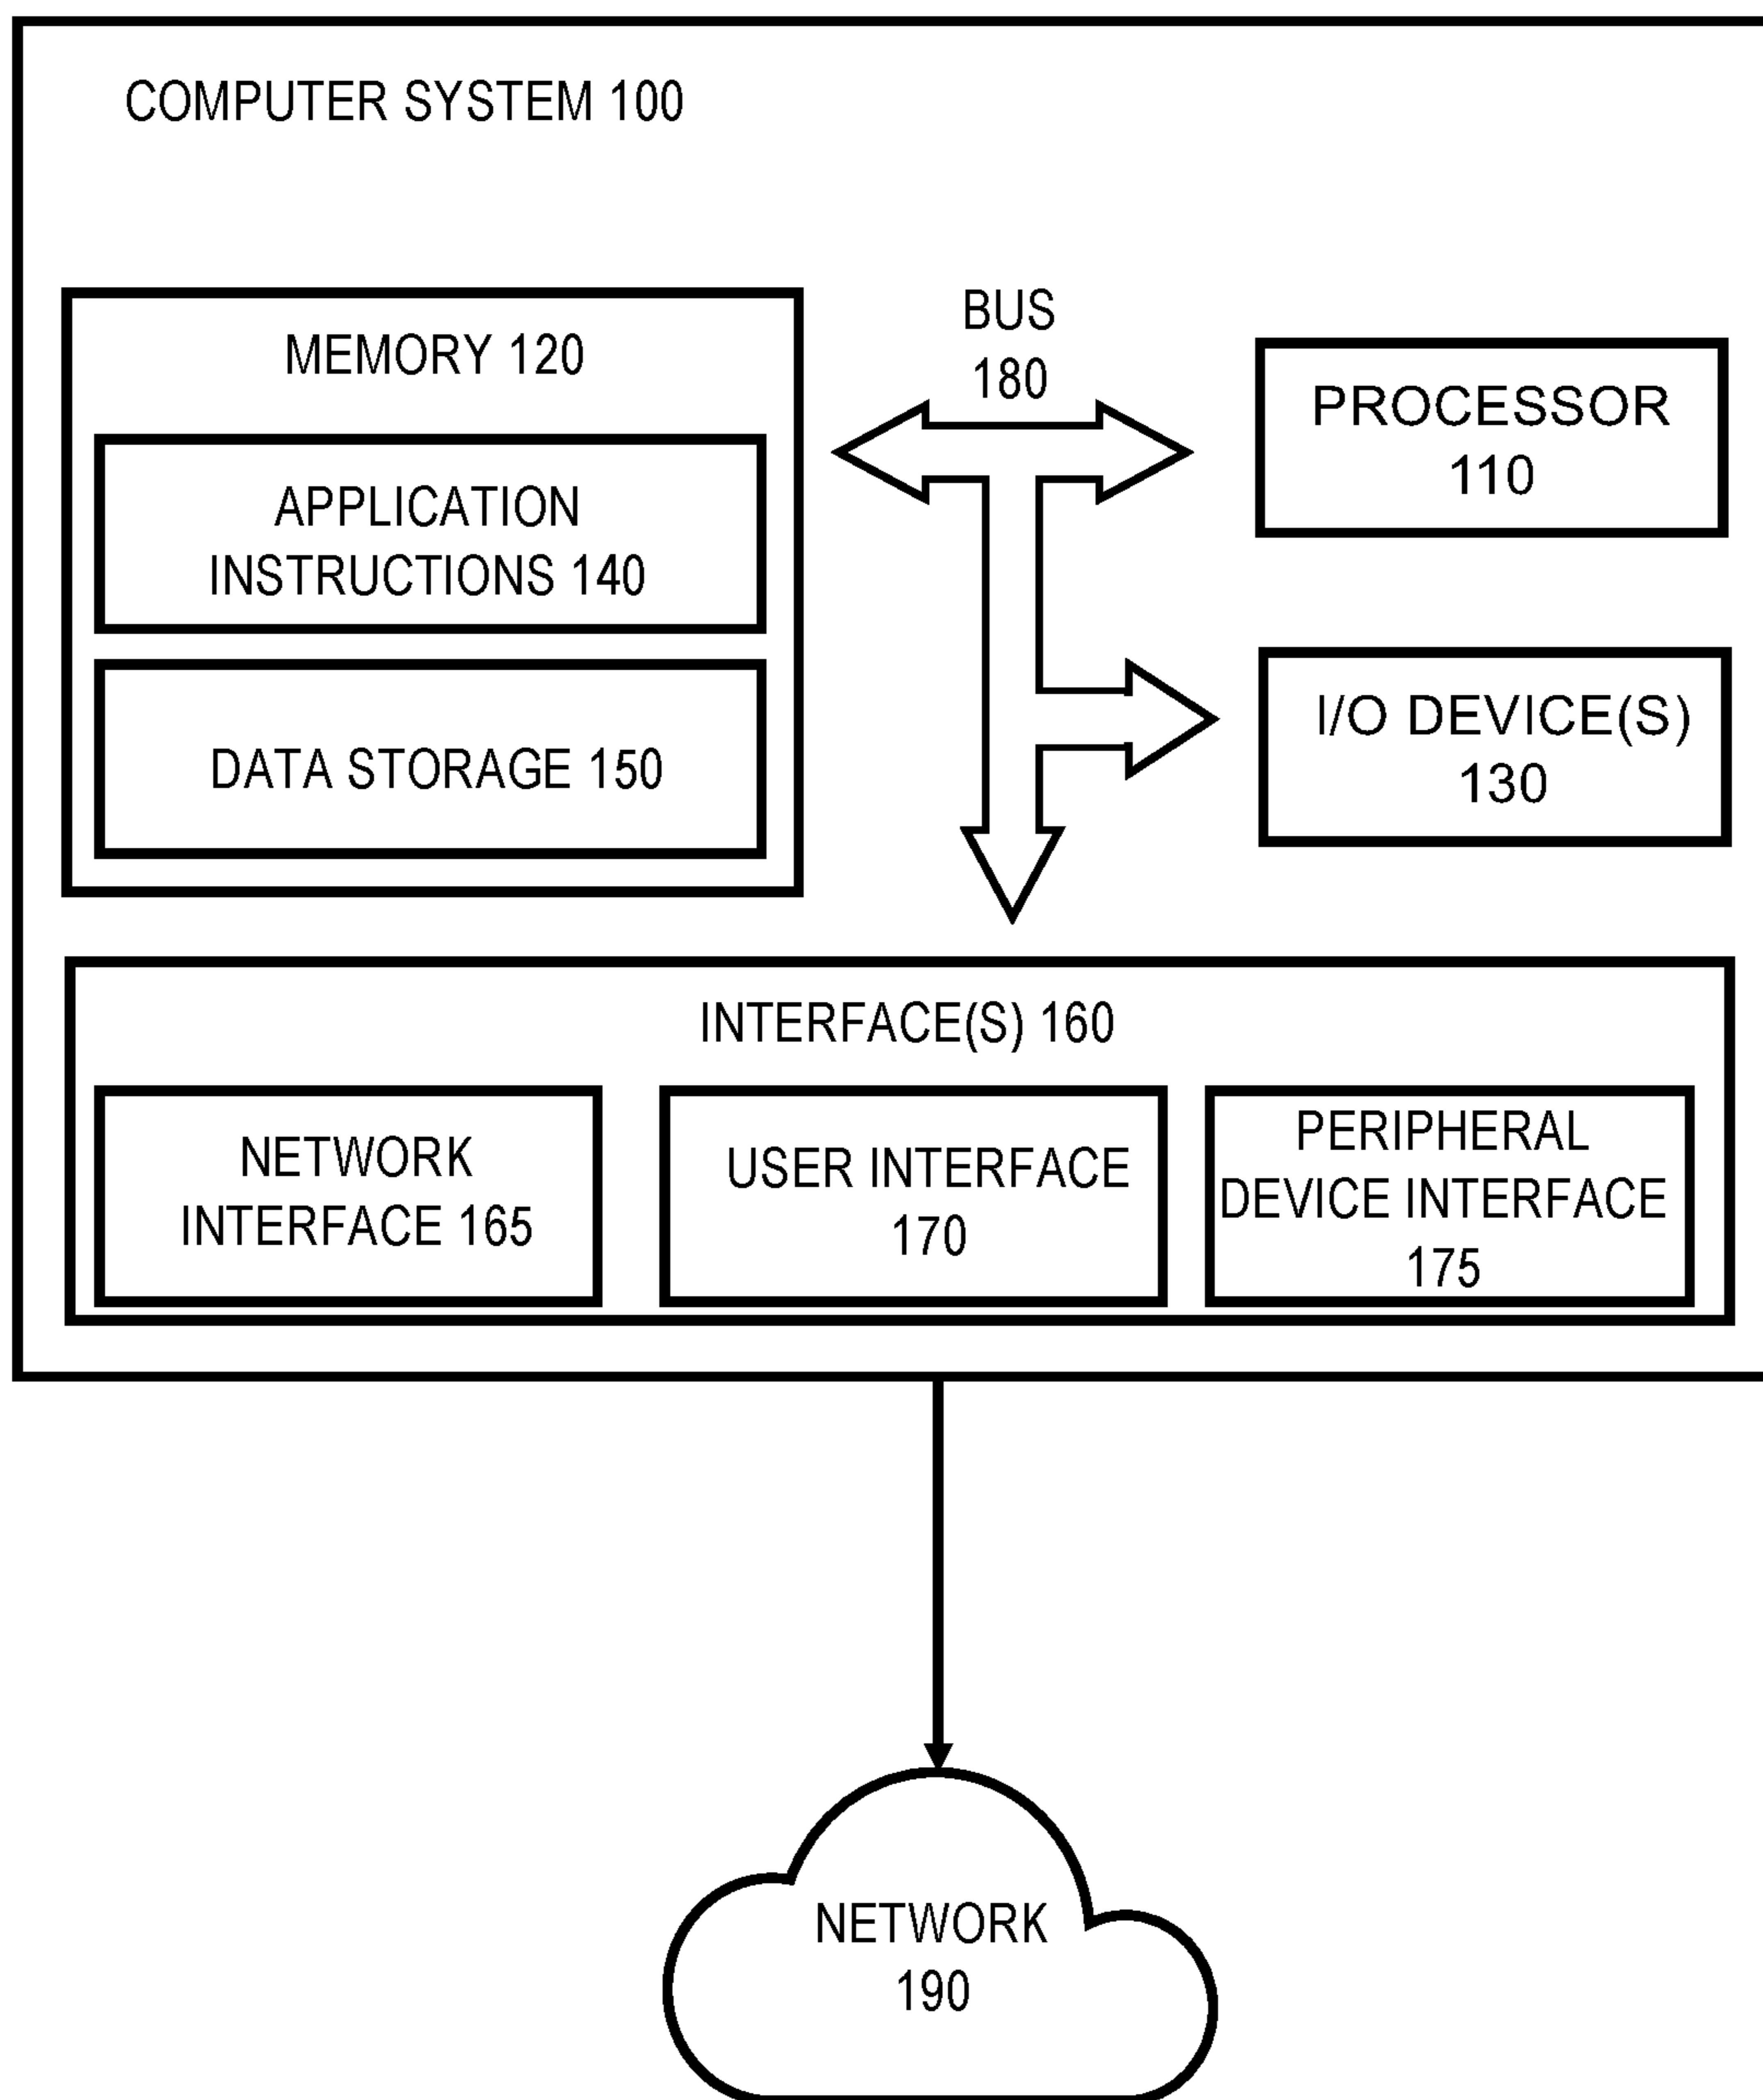 COMPUTER SYSTEM 100
MEMORY 120
APPLICATION
INSTRUCTIONS 140
DATA STORAGE 150
BUS
180
PROCESSOR
110
I/O DEVICE(S)
130
INTERFACE(S) 160
NETWORK
INTERFACE 165
USER INTERFACE
170
PERIPHERAL
DEVICE INTERFACE
175
NETWORK
190